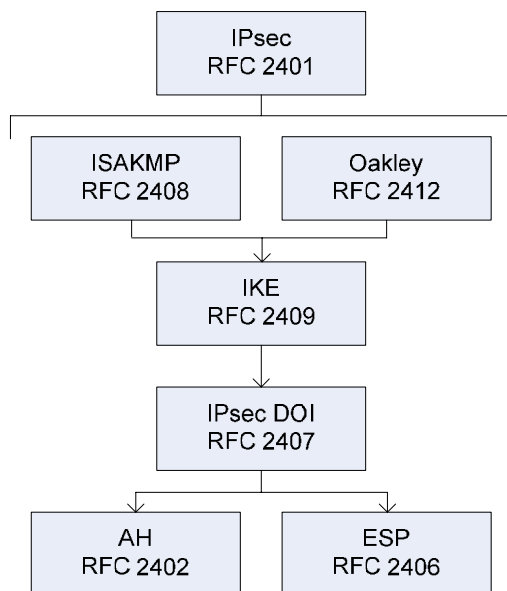 IPsec
RFC 2401
ISAKMP
RFC 2408
Oakley
RFC 2412
IKE
RFC 2409
IPsec DOI
RFC 2407
AH
RFC 2402
ESP
RFC 2406